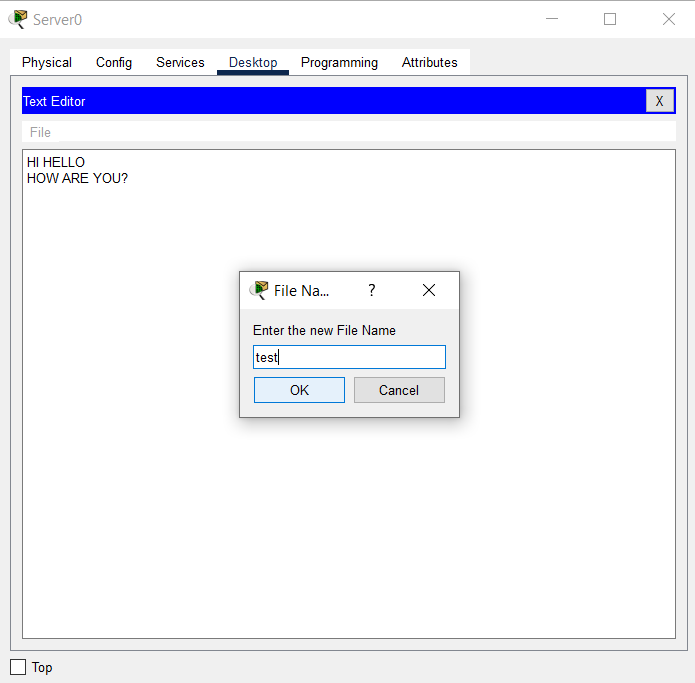 Server0
Physical Config Services Desktop Programming Attributes
Text Editor X
File
HI HELLO
HOW ARE YOU?
File Na... ?
Enter the new File Name
test
OK Cancel
Top